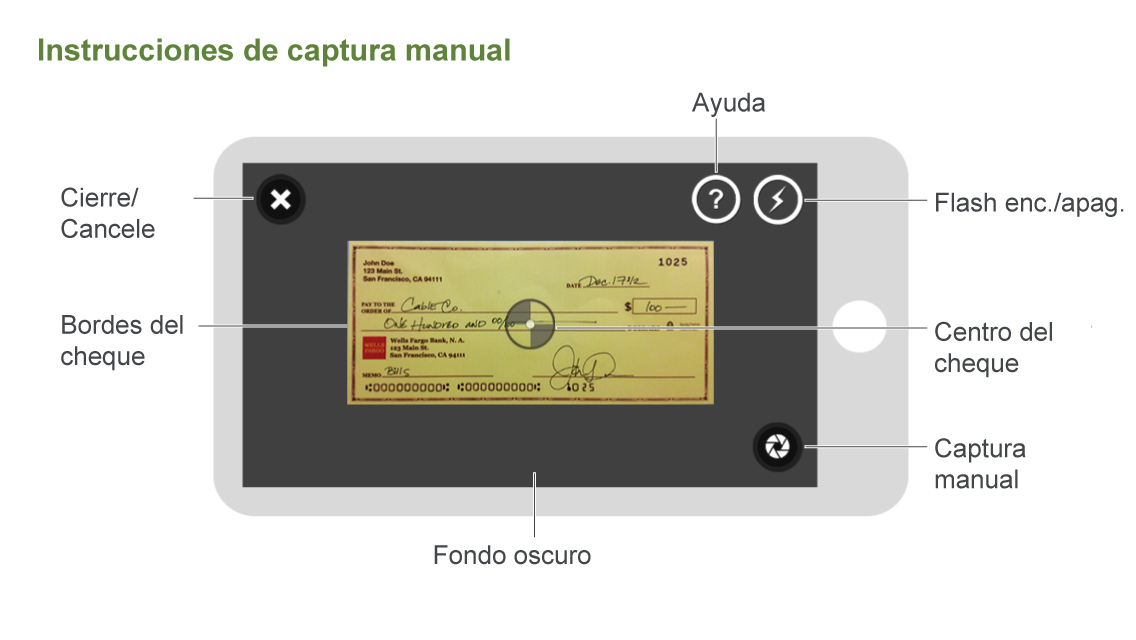 Instrucciones de captura manual
Ayuda
Cierre/
Cancele
?
Flash enc./apag.
John Doe
123 Main St.
San Francisco, CA 94111
1025
DATE Dec. 17
PAY TO THE
ORDER OF Cable Co.
$ 100
ONE HUNDRED AND 00/00
Bordes del
cheque
Centro del
cheque
WELLS
FARGO
Wells Fargo Bank, N. A.
123 Main St.
San Francisco, CA 94111
MEMO Bills
⑆000000000⑆ ⑆000000000⑆ 1025
Captura
manual
Fondo oscuro